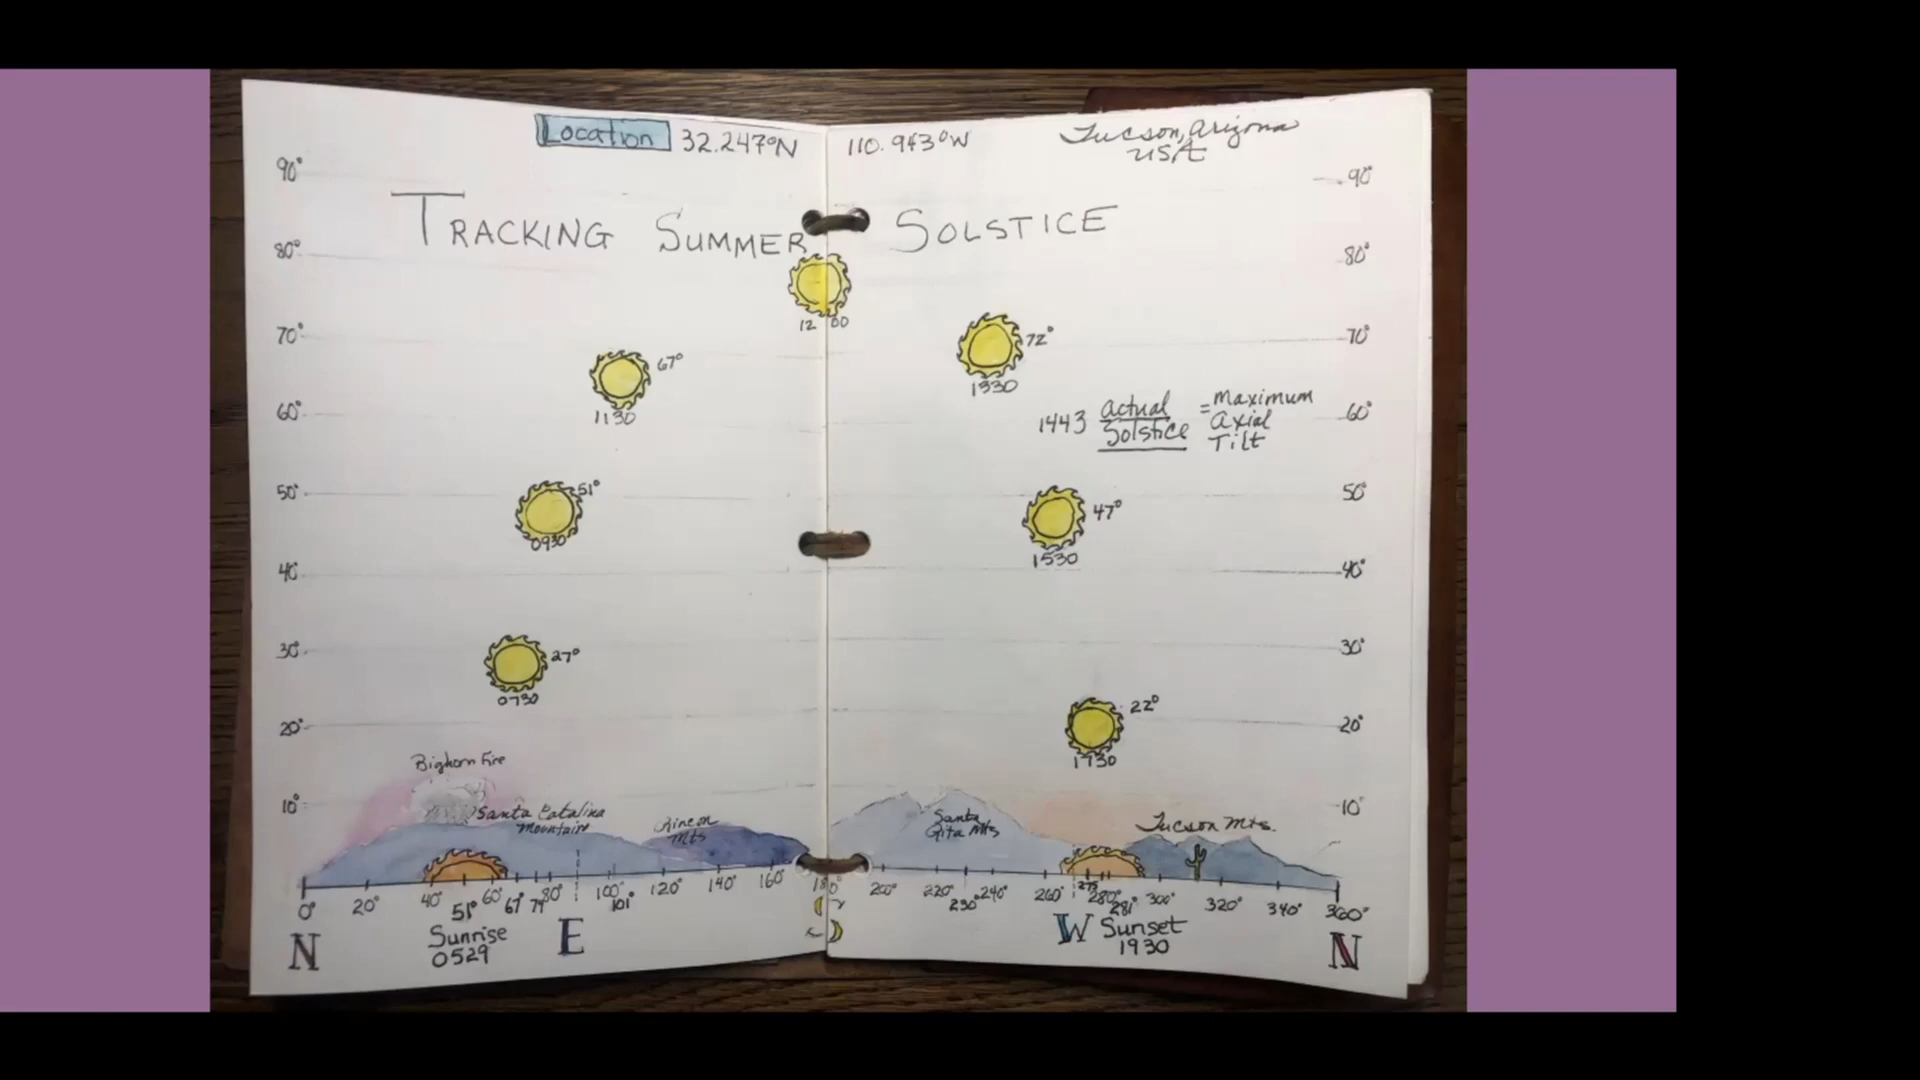 Location 32.247°N 110.943°W Tucson, Arizona
USA
90° 90°
TRACKING SUMMER SOLSTICE
80° 80°
12 00
70° 72° 70°
67° 1330
1130
60° 1443 Actual Solstice = Maximum Axial Tilt 60°
50° 51° 50°
0930 47°
1530
40° 40°
30° 27° 30°
0730
20° 22° 20°
1730
Bighorn Fire
10° Santa Catalina Mountains Rincon Mts Santa Rita Mts Tucson Mts. 10°
0° 20° 40° 51° 60° 67° 79° 80° 100° 101° 120° 140° 160° 180° 200° 220° 230° 240° 260° 275° 280° 281° 300° 320° 340° 360°
N Sunrise E W Sunset N
0529 1930